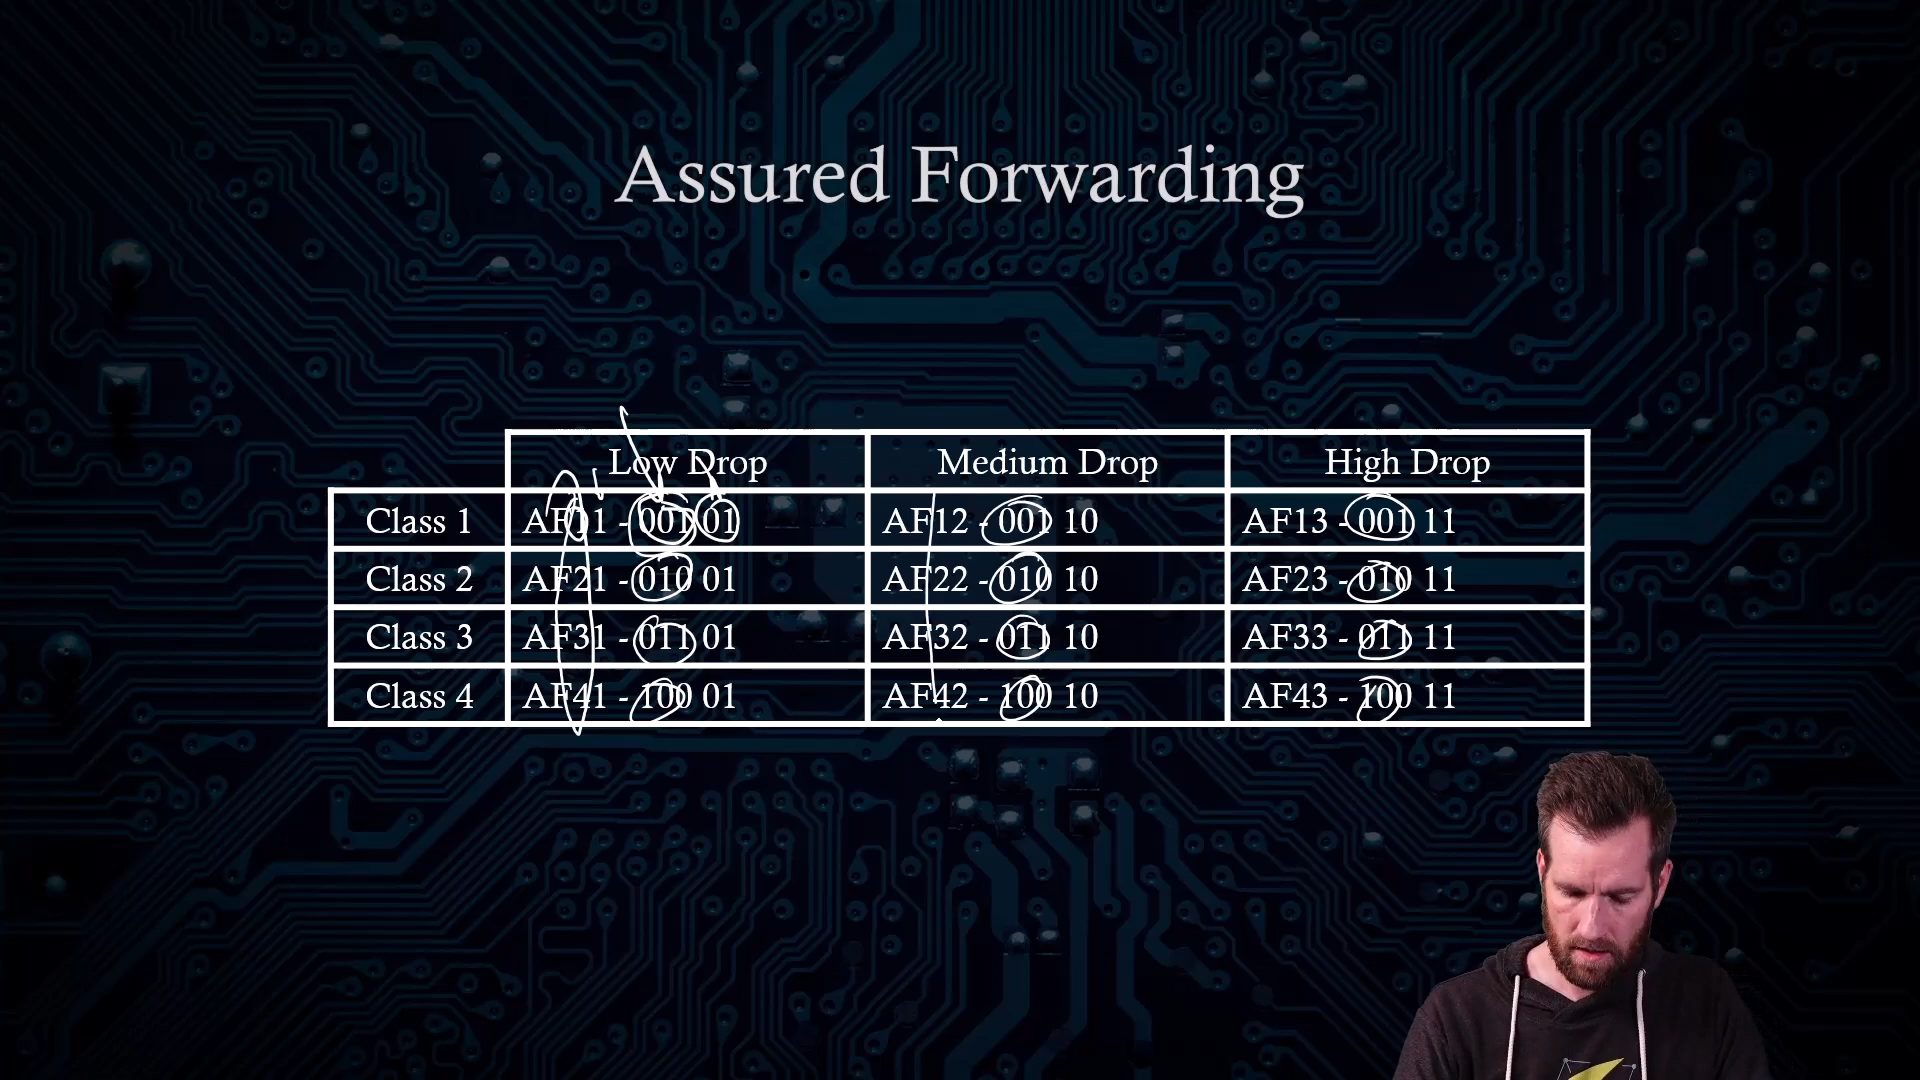 Assured Forwarding
Low Drop Medium Drop High Drop
Class 1 AF11 - 001 01 AF12 - 001 10 AF13 - 001 11
Class 2 AF21 - 010 01 AF22 - 010 10 AF23 - 010 11
Class 3 AF31 - 011 01 AF32 - 011 10 AF33 - 011 11
Class 4 AF41 - 100 01 AF42 - 100 10 AF43 - 100 11